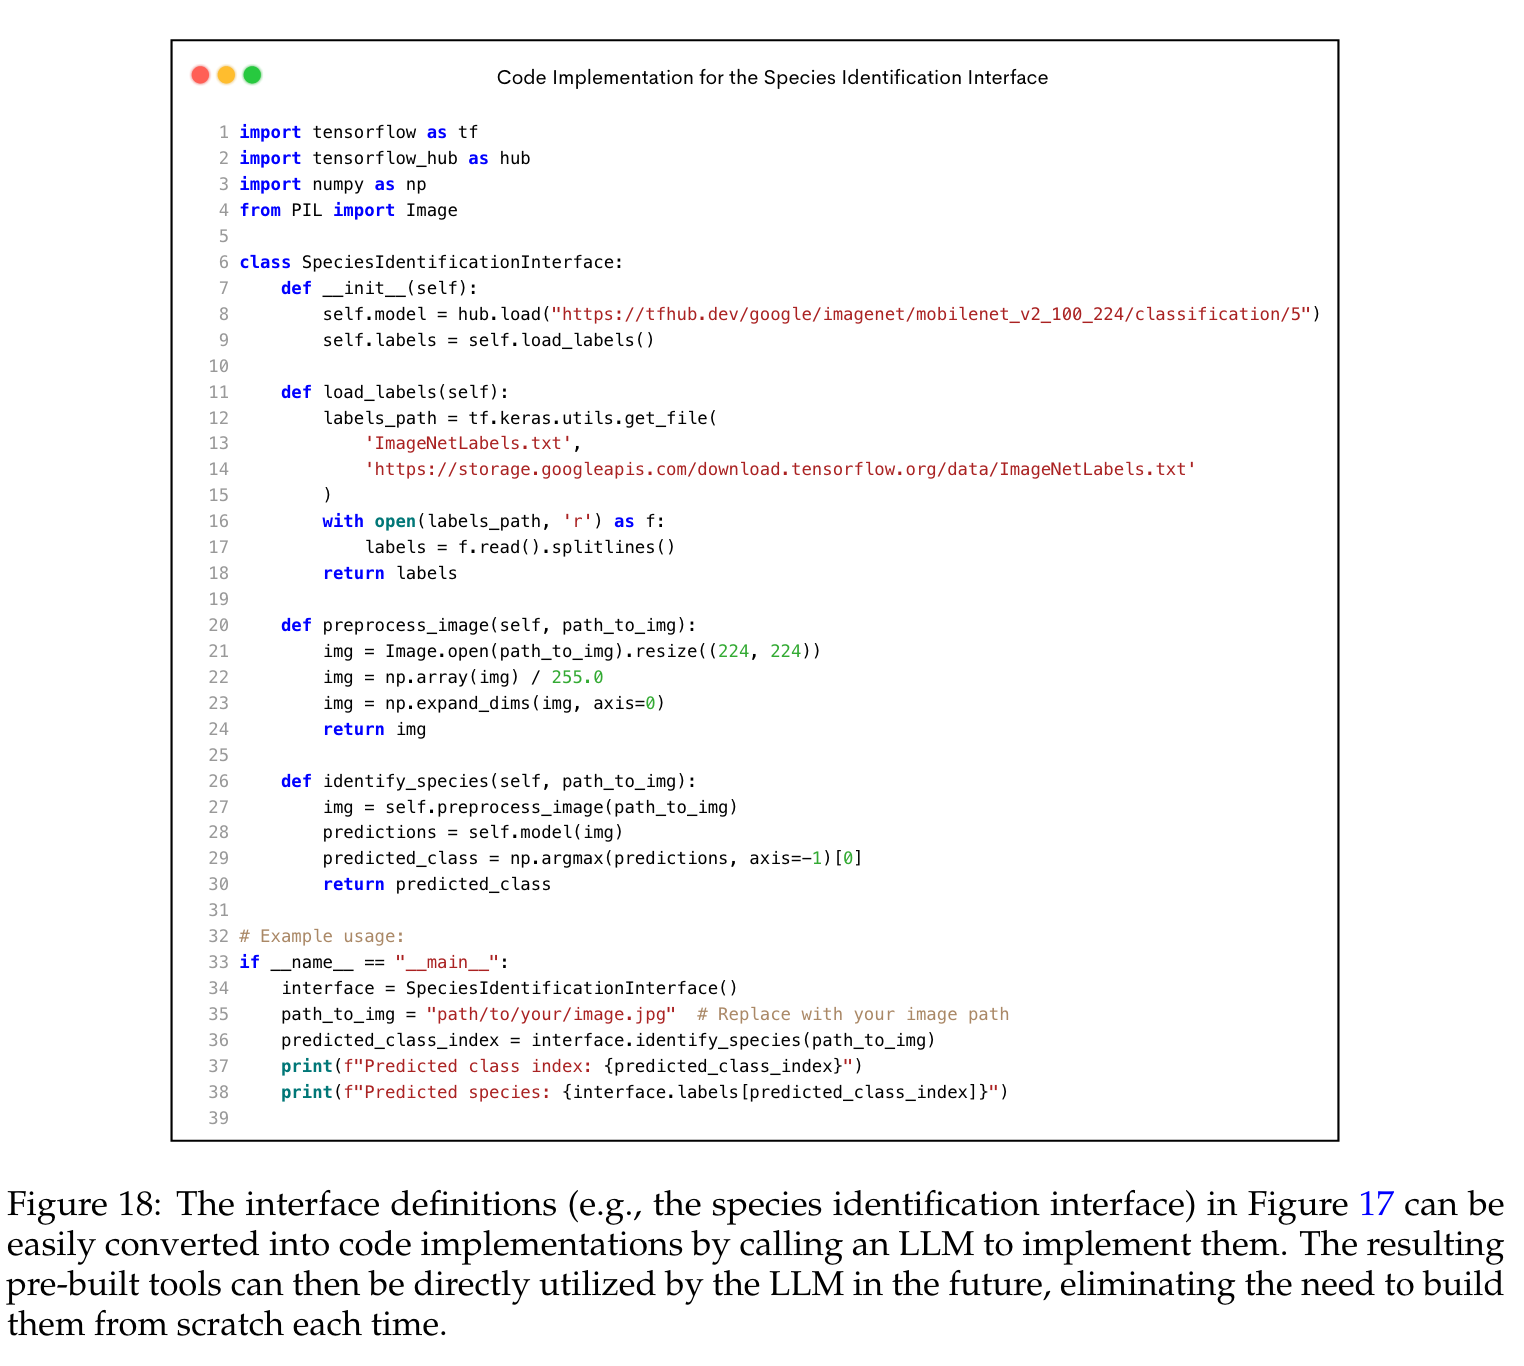 Code Implementation for the Species Identification Interface
1 import tensorflow as tf
2 import tensorflow_hub as hub
3 import numpy as np
4 from PIL import Image
5
6 class SpeciesIdentificationInterface:
7     def __init__(self):
8         self.model = hub.load("https://tfhub.dev/google/imagenet/mobilenet_v2_100_224/classification/5")
9         self.labels = self.load_labels()
10
11     def load_labels(self):
12         labels_path = tf.keras.utils.get_file(
13             'ImageNetLabels.txt',
14             'https://storage.googleapis.com/download.tensorflow.org/data/ImageNetLabels.txt'
15         )
16         with open(labels_path, 'r') as f:
17             labels = f.read().splitlines()
18         return labels
19
20     def preprocess_image(self, path_to_img):
21         img = Image.open(path_to_img).resize((224, 224))
22         img = np.array(img) / 255.0
23         img = np.expand_dims(img, axis=0)
24         return img
25
26     def identify_species(self, path_to_img):
27         img = self.preprocess_image(path_to_img)
28         predictions = self.model(img)
29         predicted_class = np.argmax(predictions, axis=-1)[0]
30         return predicted_class
31
32 # Example usage:
33 if __name__ == "__main__":
34     interface = SpeciesIdentificationInterface()
35     path_to_img = "path/to/your/image.jpg"  # Replace with your image path
36     predicted_class_index = interface.identify_species(path_to_img)
37     print(f"Predicted class index: {predicted_class_index}")
38     print(f"Predicted species: {interface.labels[predicted_class_index]}")
39
Figure 18: The interface definitions (e.g., the species identification interface) in Figure 17 can be
easily converted into code implementations by calling an LLM to implement them. The resulting
pre-built tools can then be directly utilized by the LLM in the future, eliminating the need to build
them from scratch each time.